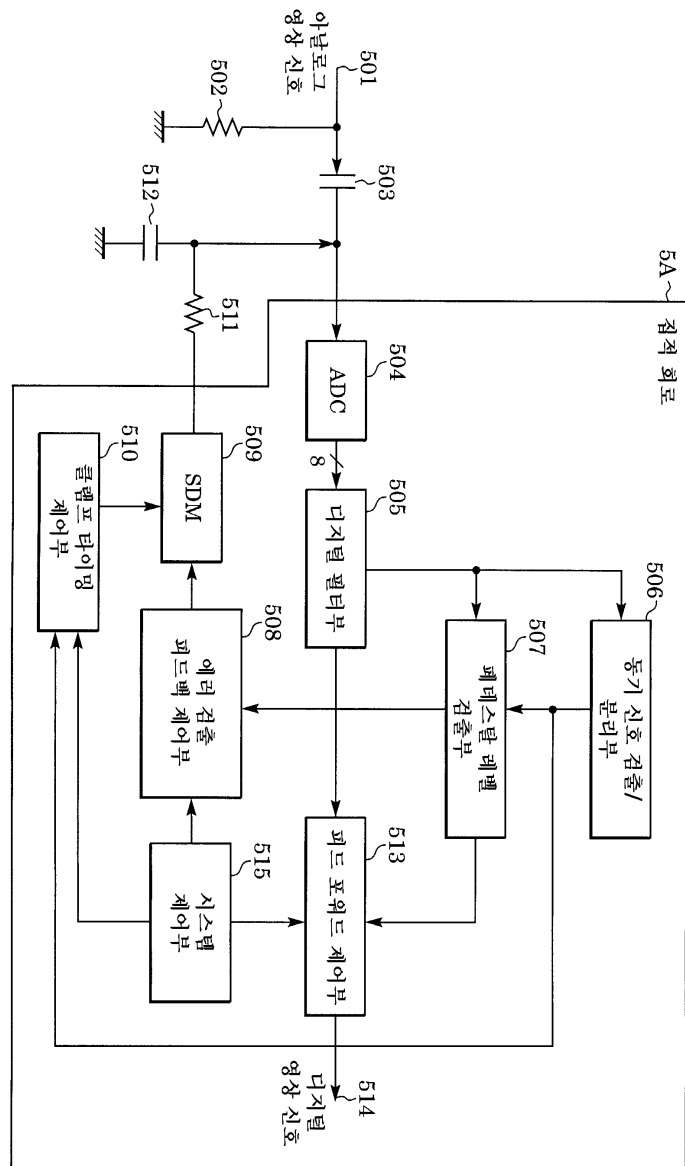 5A
집적 회로
506
동기 신호 검출/
분리부
507
페데스탈 레벨
검출부
501
아날로그
영상 신호
502
503
504
ADC
8
505
디지털 필터부
513
피드 포워드 제어부
514
디지털
영상 신호
512
511
509
SDM
508
에러 검출
피드백 제어부
515
시스템
제어부
510
클램프 타이밍
제어부